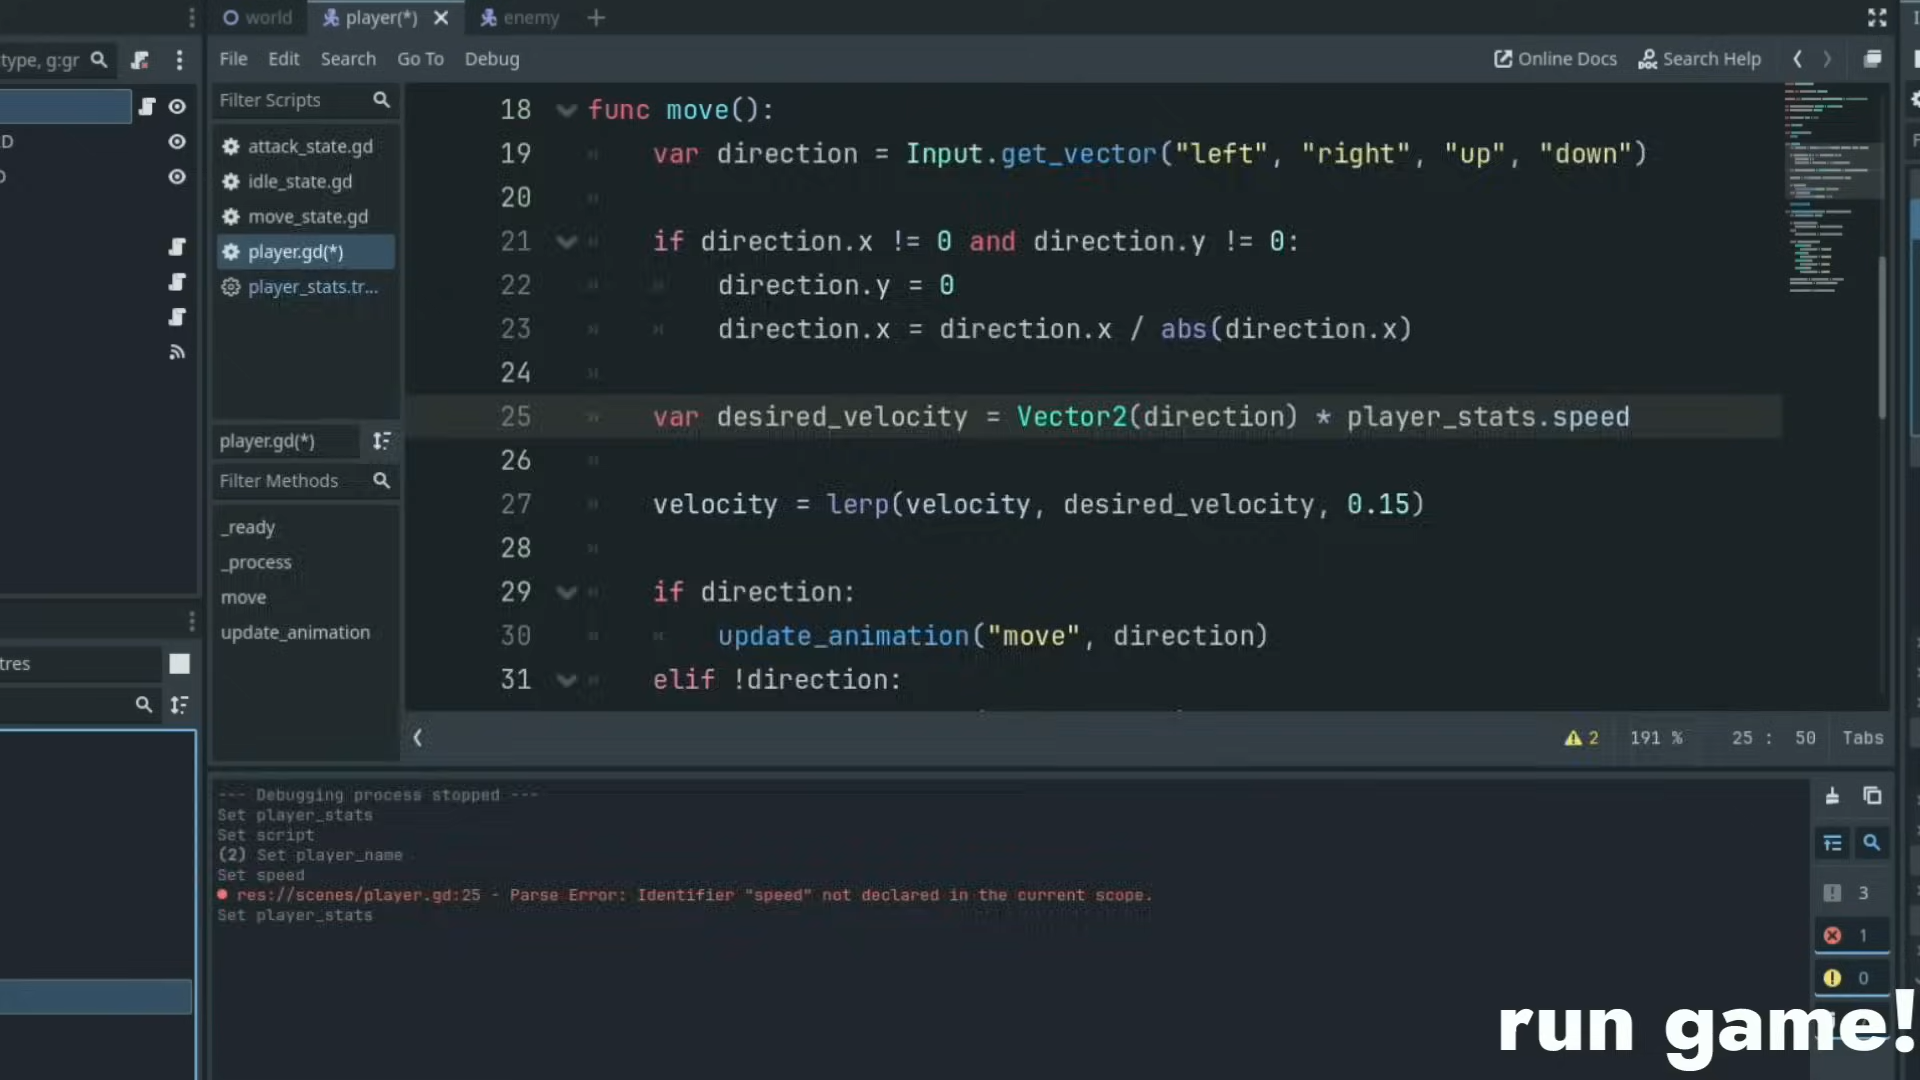 world
player(*)
enemy
type, g:gr
File Edit Search Go To Debug
Online Docs Search Help
Filter Scripts
attack_state.gd
idle_state.gd
move_state.gd
player.gd(*)
player_stats.tr...
player.gd(*)
Filter Methods
_ready
_process
move
update_animation
tres
18 func move():
19 var direction = Input.get_vector("left", "right", "up", "down")
20
21 if direction.x != 0 and direction.y != 0:
22 direction.y = 0
23 direction.x = direction.x / abs(direction.x)
24
25 var desired_velocity = Vector2(direction) * player_stats.speed
26
27 velocity = lerp(velocity, desired_velocity, 0.15)
28
29 if direction:
30 update_animation("move", direction)
31 elif !direction:
2 191 % 25 : 50 Tabs
--- Debugging process stopped ---
Set player_stats
Set script
(2) Set player_name
Set speed
res://scenes/player.gd:25 - Parse Error: Identifier "speed" not declared in the current scope.
Set player_stats
3
1
0
run game!